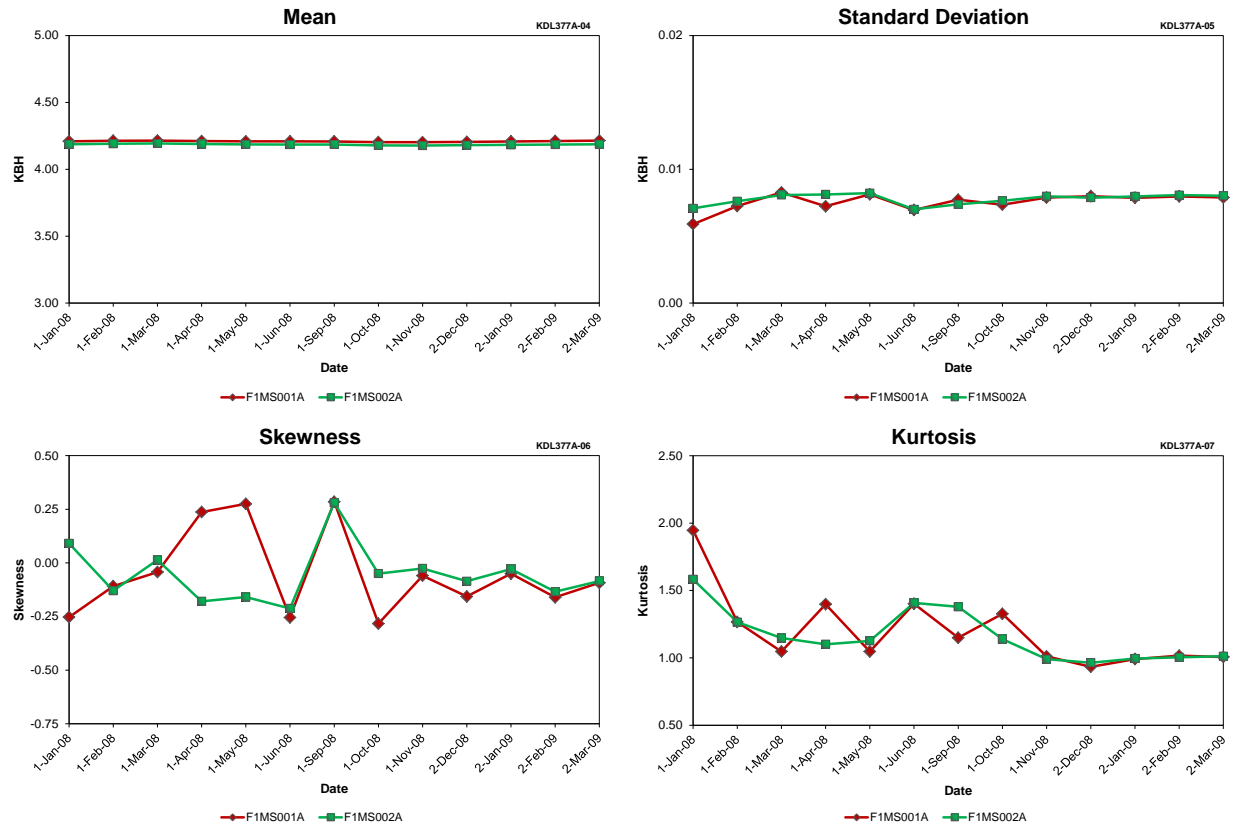 Mean
KDL377A-04
5.00
4.50
4.00
3.50
3.00
KBH
1-Jan-08
1-Feb-08
1-Mar-08
1-Apr-08
1-May-08
1-Jun-08
1-Sep-08
1-Oct-08
1-Nov-08
2-Dec-08
2-Jan-09
2-Feb-09
2-Mar-09
Date
F1MS001A F1MS002A
Standard Deviation
KDL377A-05
0.02
0.01
0.00
KBH
1-Jan-08
1-Feb-08
1-Mar-08
1-Apr-08
1-May-08
1-Jun-08
1-Sep-08
1-Oct-08
1-Nov-08
2-Dec-08
2-Jan-09
2-Feb-09
2-Mar-09
Date
F1MS001A F1MS002A
Skewness
KDL377A-06
0.50
0.25
0.00
-0.25
-0.50
-0.75
Skewness
1-Jan-08
1-Feb-08
1-Mar-08
1-Apr-08
1-May-08
1-Jun-08
1-Sep-08
1-Oct-08
1-Nov-08
2-Dec-08
2-Jan-09
2-Feb-09
2-Mar-09
Date
F1MS001A F1MS002A
Kurtosis
KDL377A-07
2.50
2.00
1.50
1.00
0.50
Kurtosis
1-Jan-08
1-Feb-08
1-Mar-08
1-Apr-08
1-May-08
1-Jun-08
1-Sep-08
1-Oct-08
1-Nov-08
2-Dec-08
2-Jan-09
2-Feb-09
2-Mar-09
Date
F1MS001A F1MS002A